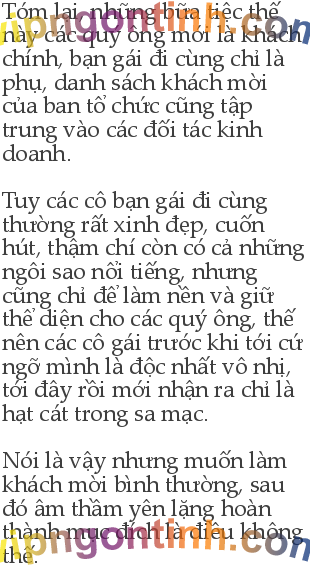 Tóm lại, những bữa tiệc thế
này các quý ông mới là khách
chính, bạn gái đi cùng chỉ là
phụ, danh sách khách mời
của ban tổ chức cũng tập
trung vào các đối tác kinh
doanh.

Tuy các cô bạn gái đi cùng
thường rất xinh đẹp, cuốn
hút, thậm chí còn có cả những
ngôi sao nổi tiếng, nhưng
cũng chỉ để làm nền và giữ
thể diện cho các quý ông, thế
nên các cô gái trước khi tới cứ
ngỡ mình là độc nhất vô nhị,
tới đây rồi mới nhận ra chỉ là
hạt cát trong sa mạc.

Nói là vậy nhưng muốn làm
khách mời bình thường, sau
đó âm thầm yên lặng hoàn
thành mục đích là điều không
thể.